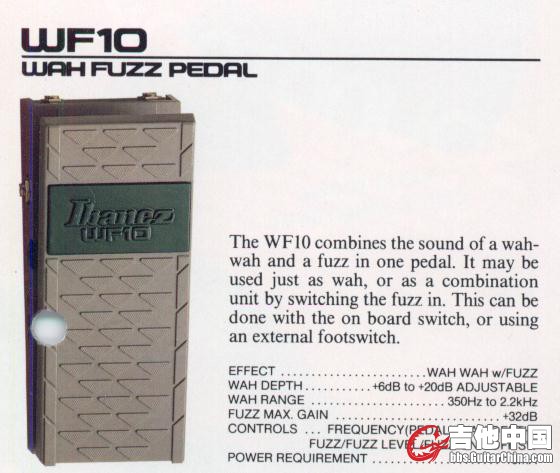 WF10
WAH FUZZ PEDAL
Ibanez
WF10
The WF10 combines the sound of a wah-
wah and a fuzz in one pedal. It may be
used just as wah, or as a combination
unit by switching the fuzz in. This can be
done with the on board switch, or using
an external footswitch.
EFFECT ........................ WAH WAH w/FUZZ
WAH DEPTH ........... +6dB to +20dB ADJUSTABLE
WAH RANGE ........................ 350Hz to 2.2kHz
FUZZ MAX. GAIN ........................ +32dB
CONTROLS ... FREQUENCY(PEDAL
FUZZ/FUZZ LEVEL
POWER REQUIREMENT ........
吉他中国
bbs.GuitarChina.com